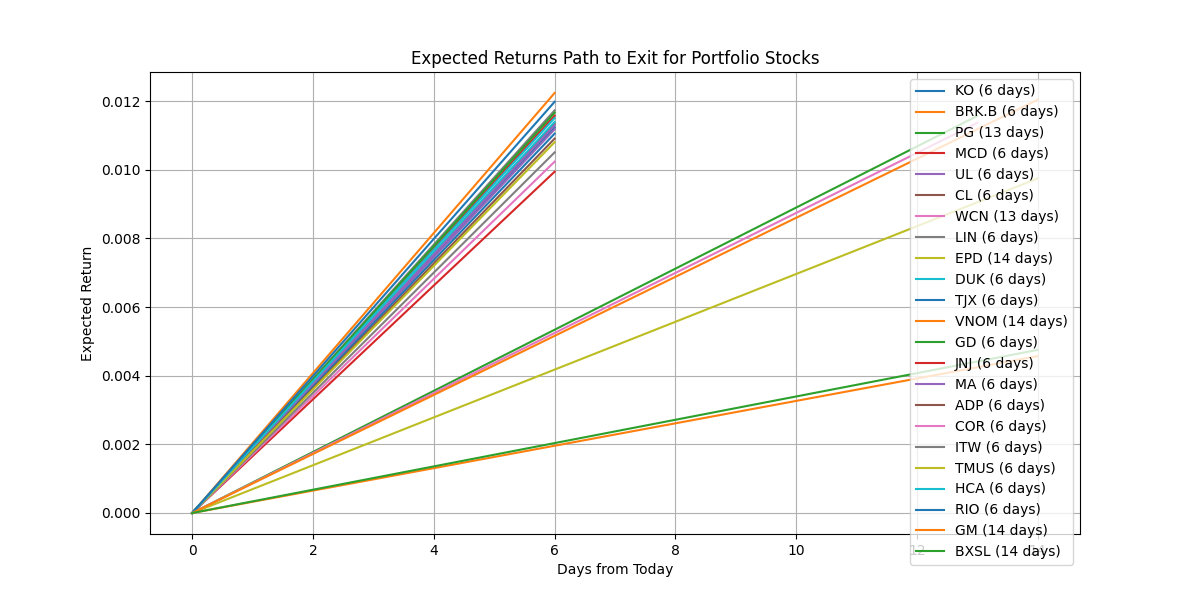 Expected Returns Path to Exit for Portfolio Stocks
Expected Return
0.012
0.010
0.008
0.006
0.004
0.002
0.000
0 2 4 6 8 10 12 14
Days from Today
KO (6 days)
BRK.B (6 days)
PG (13 days)
MCD (6 days)
UL (6 days)
CL (6 days)
WCN (13 days)
LIN (6 days)
EPD (14 days)
DUK (6 days)
TJX (6 days)
VNOM (14 days)
GD (6 days)
JNJ (6 days)
MA (6 days)
ADP (6 days)
COR (6 days)
ITW (6 days)
TMUS (6 days)
HCA (6 days)
RIO (6 days)
GM (14 days)
BXSL (14 days)